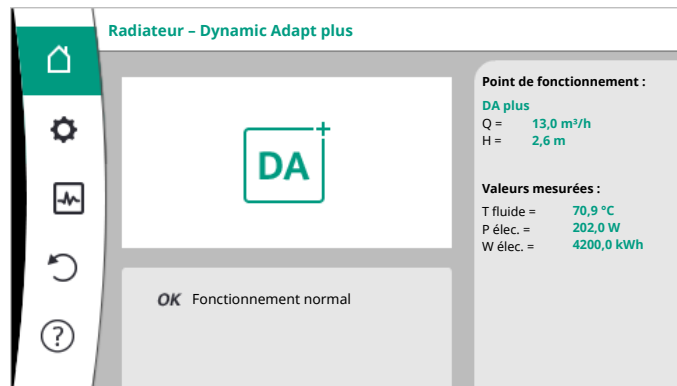 Radiateur – Dynamic Adapt plus
DA
Point de fonctionnement :
DA plus
Q = 13,0 m³/h
H = 2,6 m
Valeurs mesurées :
T fluide = 70,9 °C
P élec. = 202,0 W
W élec. = 4200,0 kWh
OK Fonctionnement normal
?